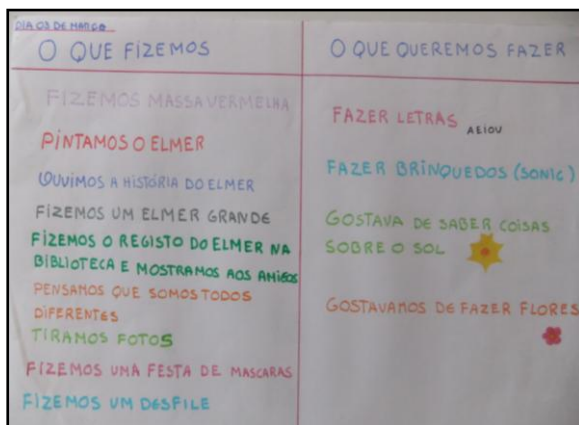 DIA 03 DE MARÇO
O QUE FIZEMOS
FIZEMOS MASSA VERMELHA
PINTAMOS O ELMER
OUVIMOS A HISTÓRIA DO ELMER
FIZEMOS UM ELMER GRANDE
FIZEMOS O REGISTO DO ELMER NA
BIBLIOTECA E MOSTRAMOS AOS AMIGOS
PENSAMOS QUE SOMOS TODOS
DIFERENTES
TIRAMOS FOTOS
FIZEMOS UMA FESTA DE MASCARAS
FIZEMOS UM DESFILE
O QUE QUEREMOS FAZER
FAZER LETRAS AEIOU
FAZER BRINQUEDOS (SONIC)
GOSTAVA DE SABER COISAS
SOBRE O SOL
GOSTAVAMOS DE FAZER FLORES